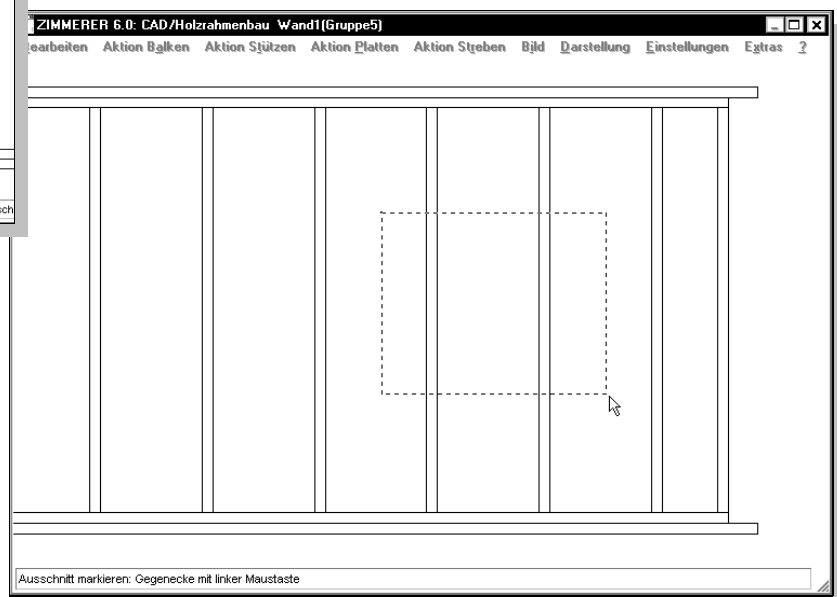 ZIMMERER 6.0: CAD/Holzrahmenbau Wand1(Gruppe5)
earbeiten Aktion Balken Aktion Stützen Aktion Platten Aktion Streben Bild Darstellung Einstellungen Extras ?
sch
Ausschnitt markieren: Gegenecke mit linker Maustaste